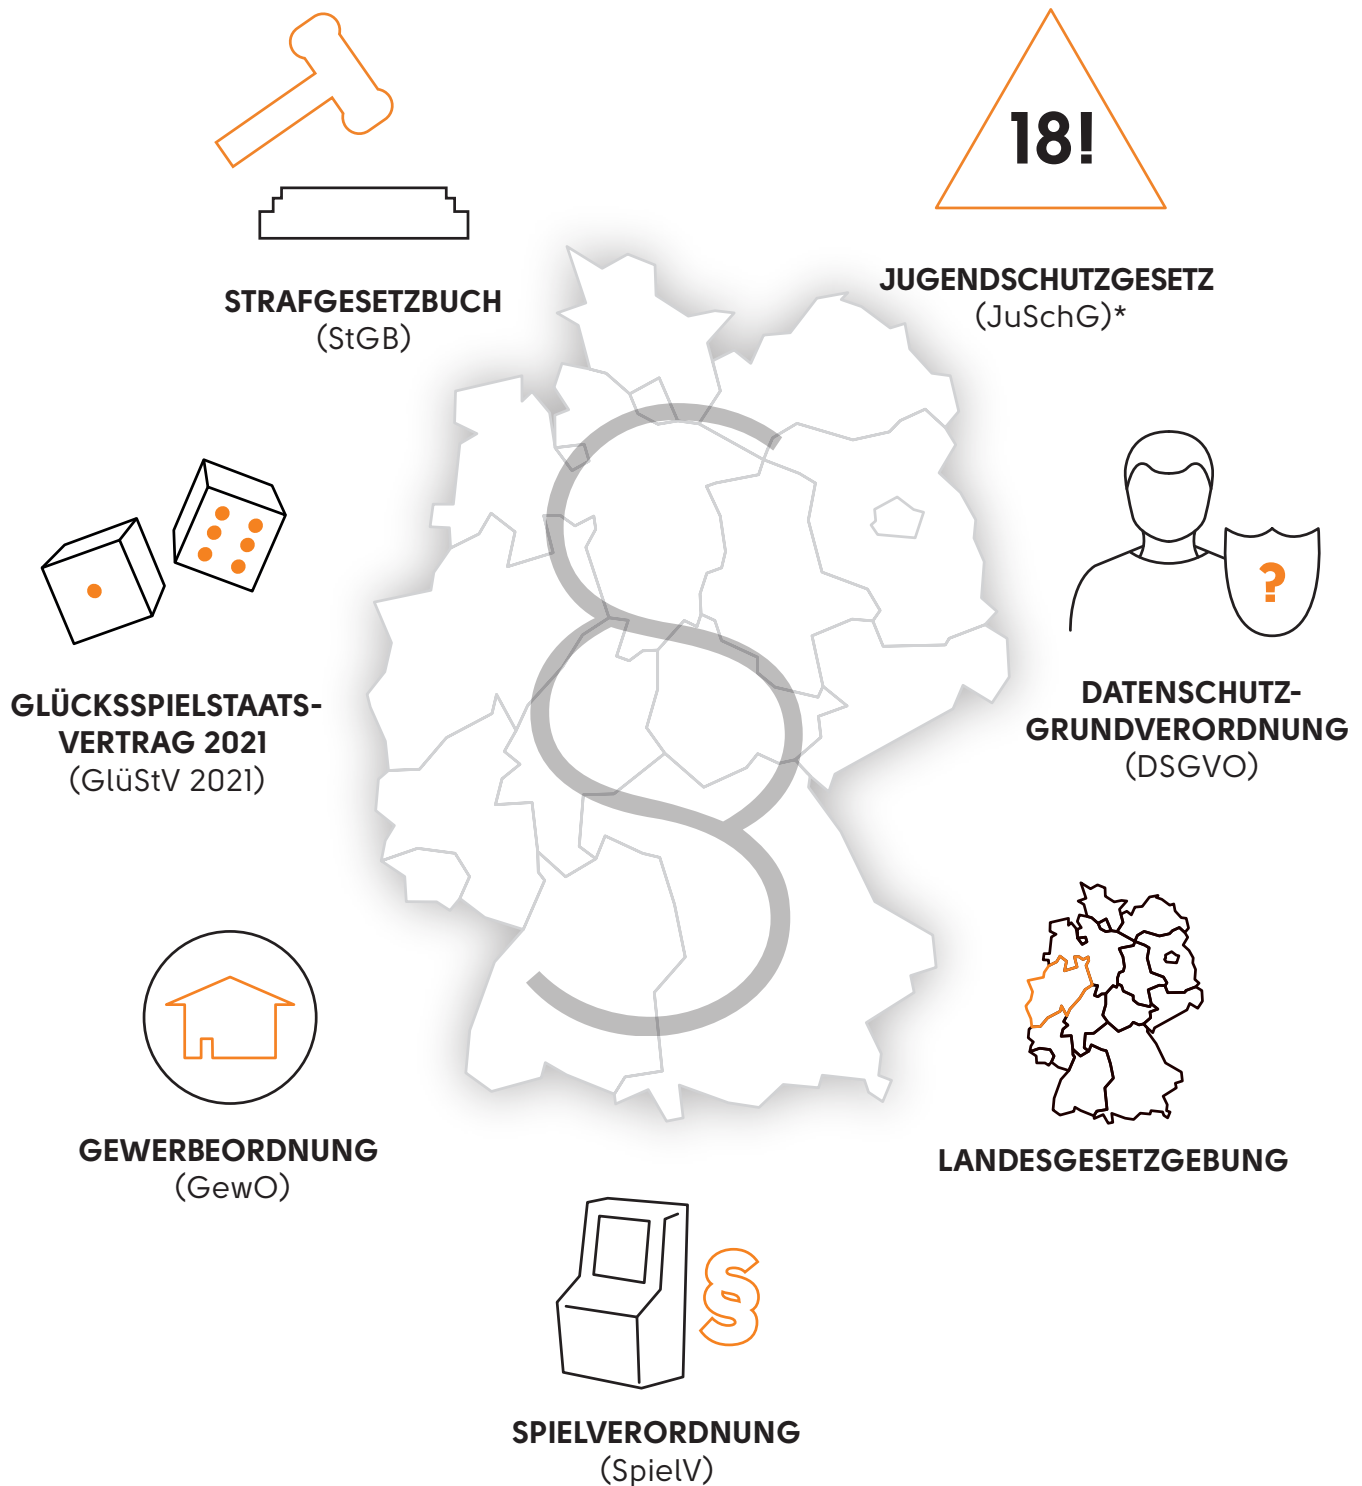 18!
STRAFGESETZBUCH
(StGB)
JUGENDSCHUTZGESETZ
(JuSchG)*
GLÜCKSSPIELSTAATS-
VERTRAG 2021
(GlüStV 2021)
?
DATENSCHUTZ-
GRUNDVERORDNUNG
(DSGVO)
§
GEWERBEORDNUNG
(GewO)
LANDESGESETZGEBUNG
§
SPIELVERORDNUNG
(SpielV)